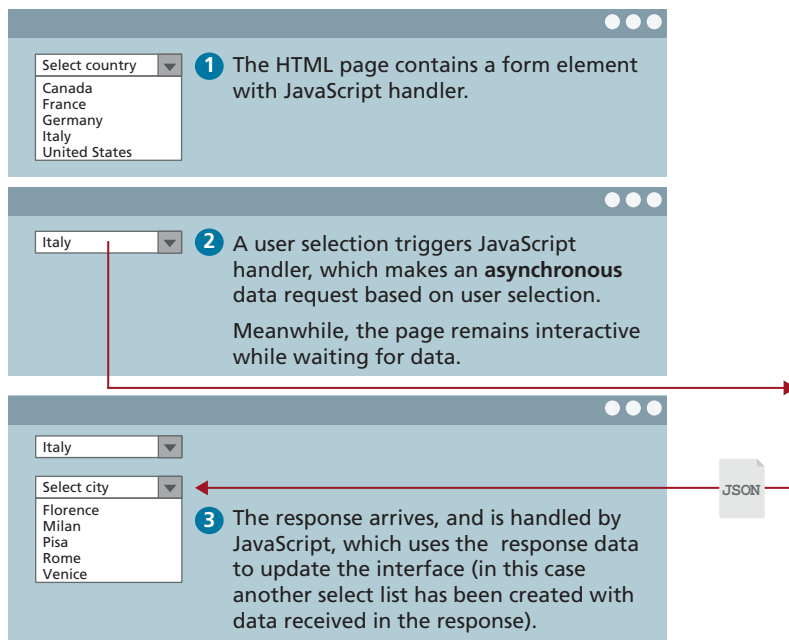 Select country
Canada
France
Germany
Italy
United States
1 The HTML page contains a form element
with JavaScript handler.
Italy
2 A user selection triggers JavaScript
handler, which makes an asynchronous
data request based on user selection.
Meanwhile, the page remains interactive
while waiting for data.
Italy
Select city
Florence
Milan
Pisa
Rome
Venice
JSON
3 The response arrives, and is handled by
JavaScript, which uses the response data
to update the interface (in this case
another select list has been created with
data received in the response).